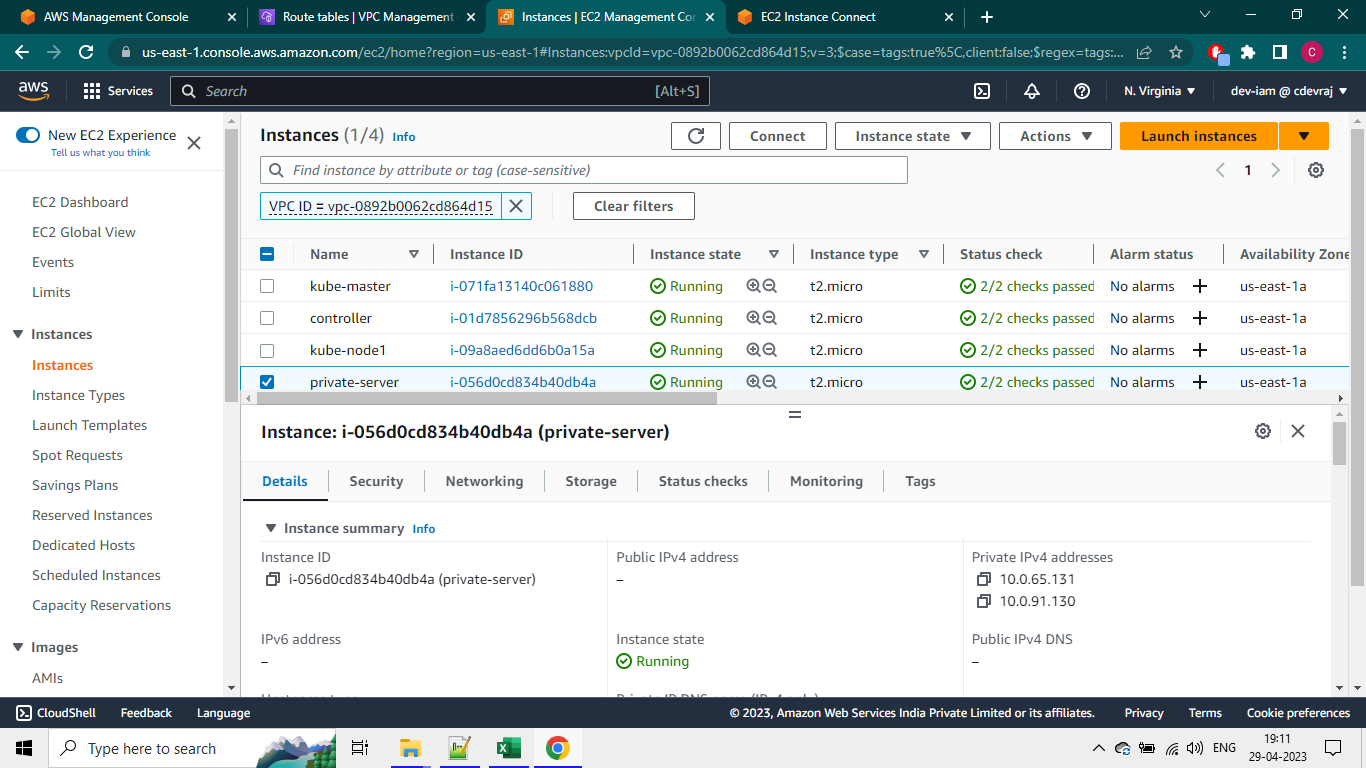 AWS Management Console
Route tables | VPC Management
Instances | EC2 Management Con
EC2 Instance Connect
us-east-1.console.aws.amazon.com/ec2/home?region=us-east-1#Instances:vpcId=vpc-0892b0062cd864d15;v=3;$case=tags:true%5C,client:false;$regex=tags:...
C
aws
Services
Search
[Alt+S]
N. Virginia
dev-iam @ cdevraj
New EC2 Experience
Tell us what you think
EC2 Dashboard
EC2 Global View
Events
Limits
Instances
Instances
Instance Types
Launch Templates
Spot Requests
Savings Plans
Reserved Instances
Dedicated Hosts
Scheduled Instances
Capacity Reservations
Images
AMIs
Instances (1/4) Info
Connect
Instance state
Actions
Launch instances
Find instance by attribute or tag (case-sensitive)
1
VPC ID = vpc-0892b0062cd864d15
Clear filters
Name Instance ID Instance state Instance type Status check Alarm status Availability Zone
kube-master i-071fa13140c061880 Running t2.micro 2/2 checks passed No alarms + us-east-1a
controller i-01d7856296b568dcb Running t2.micro 2/2 checks passed No alarms + us-east-1a
kube-node1 i-09a8aed6dd6b0a15a Running t2.micro 2/2 checks passed No alarms + us-east-1a
private-server i-056d0cd834b40db4a Running t2.micro 2/2 checks passed No alarms + us-east-1a
Instance: i-056d0cd834b40db4a (private-server)
Details Security Networking Storage Status checks Monitoring Tags
Instance summary Info
Instance ID
i-056d0cd834b40db4a (private-server)
Public IPv4 address
–
Private IPv4 addresses
10.0.65.131
10.0.91.130
IPv6 address
–
Instance state
Running
Public IPv4 DNS
–
CloudShell
Feedback
Language
© 2023, Amazon Web Services India Private Limited or its affiliates.
Privacy
Terms
Cookie preferences
Type here to search
ENG
19:11
29-04-2023